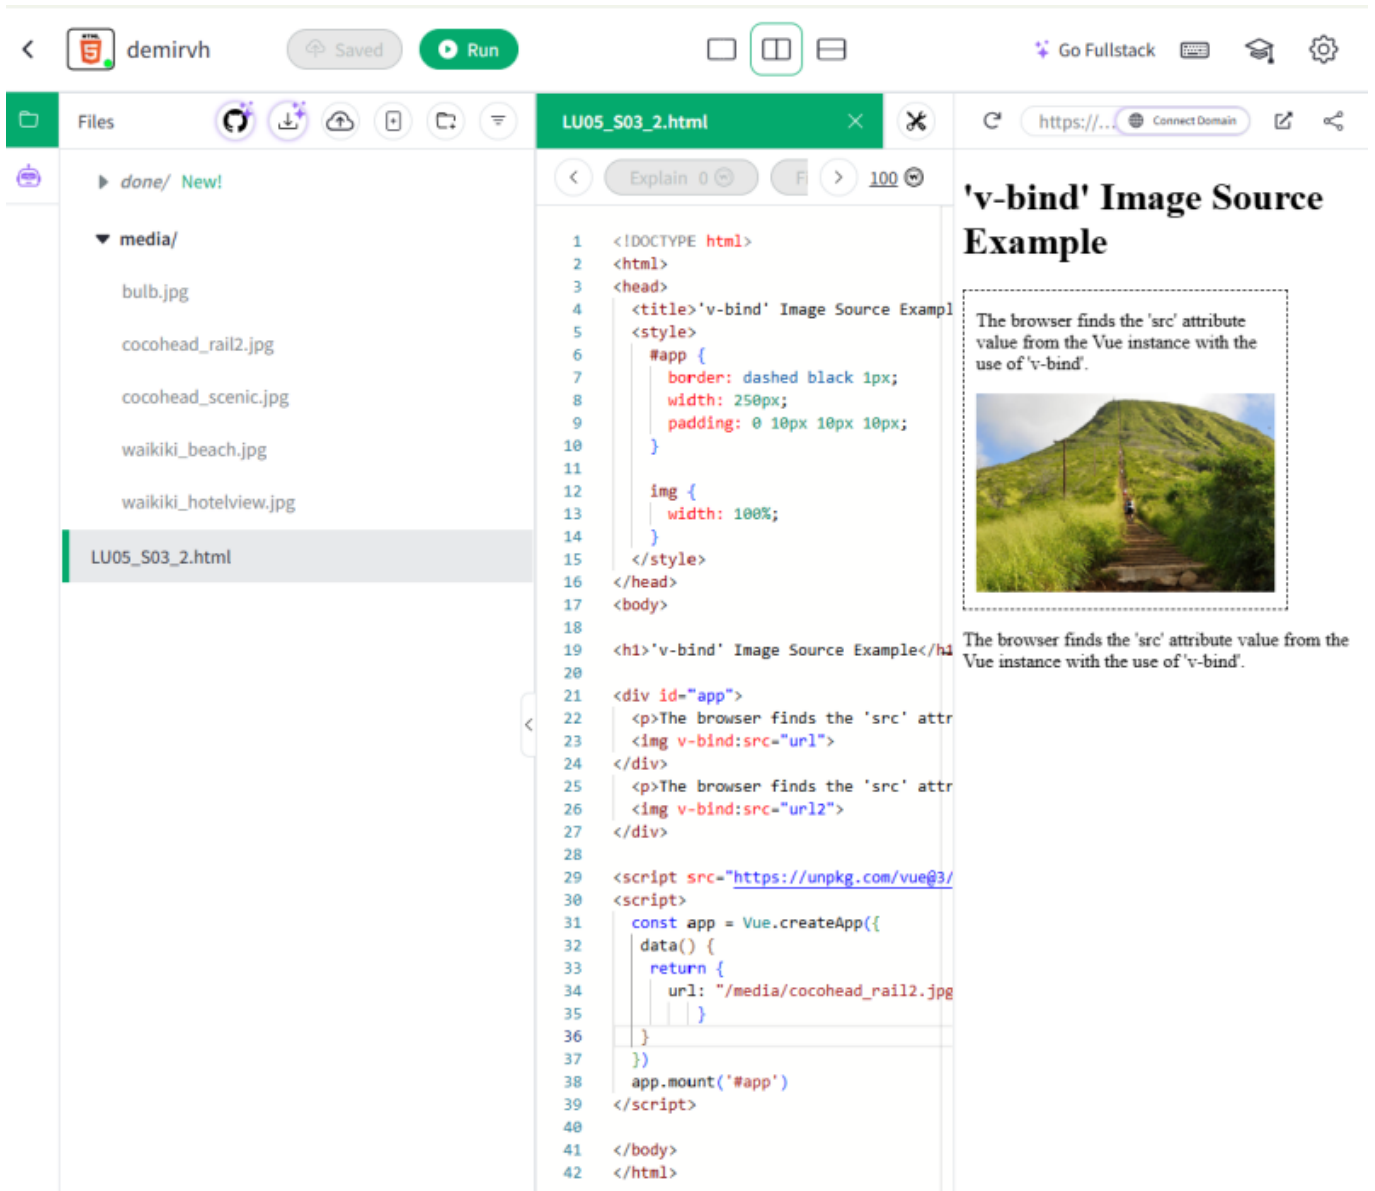 demirvh
Saved
Run
Go Fullstack
Files
LU05_S03_2.html
https://...
Connect Domain
done/ New!
media/
bulb.jpg
cocohead_rail2.jpg
cocohead_scenic.jpg
waikiki_beach.jpg
waikiki_hotelview.jpg
LU05_S03_2.html
Explain 0
Fi
100
1 <!DOCTYPE html>
2 <html>
3 <head>
4 <title>'v-bind' Image Source Exampl
5 <style>
6 #app {
7 border: dashed black 1px;
8 width: 250px;
9 padding: 0 10px 10px 10px;
10 }
11
12 img {
13 width: 100%;
14 }
15 </style>
16 </head>
17 <body>
18
19 <h1>'v-bind' Image Source Example</h1
20
21 <div id="app">
22 <p>The browser finds the 'src' attr
23 <img v-bind:src="url">
24 </div>
25 <p>The browser finds the 'src' attr
26 <img v-bind:src="url2">
27 </div>
28
29 <script src="https://unpkg.com/vue@3/
30 <script>
31 const app = Vue.createApp({
32 data() {
33 return {
34 url: "/media/cocohead_rail2.jpg
35 }
36 }
37 })
38 app.mount('#app')
39 </script>
40
41 </body>
42 </html>
'v-bind' Image Source
Example
The browser finds the 'src' attribute
value from the Vue instance with the
use of 'v-bind'.
The browser finds the 'src' attribute value from the
Vue instance with the use of 'v-bind'.